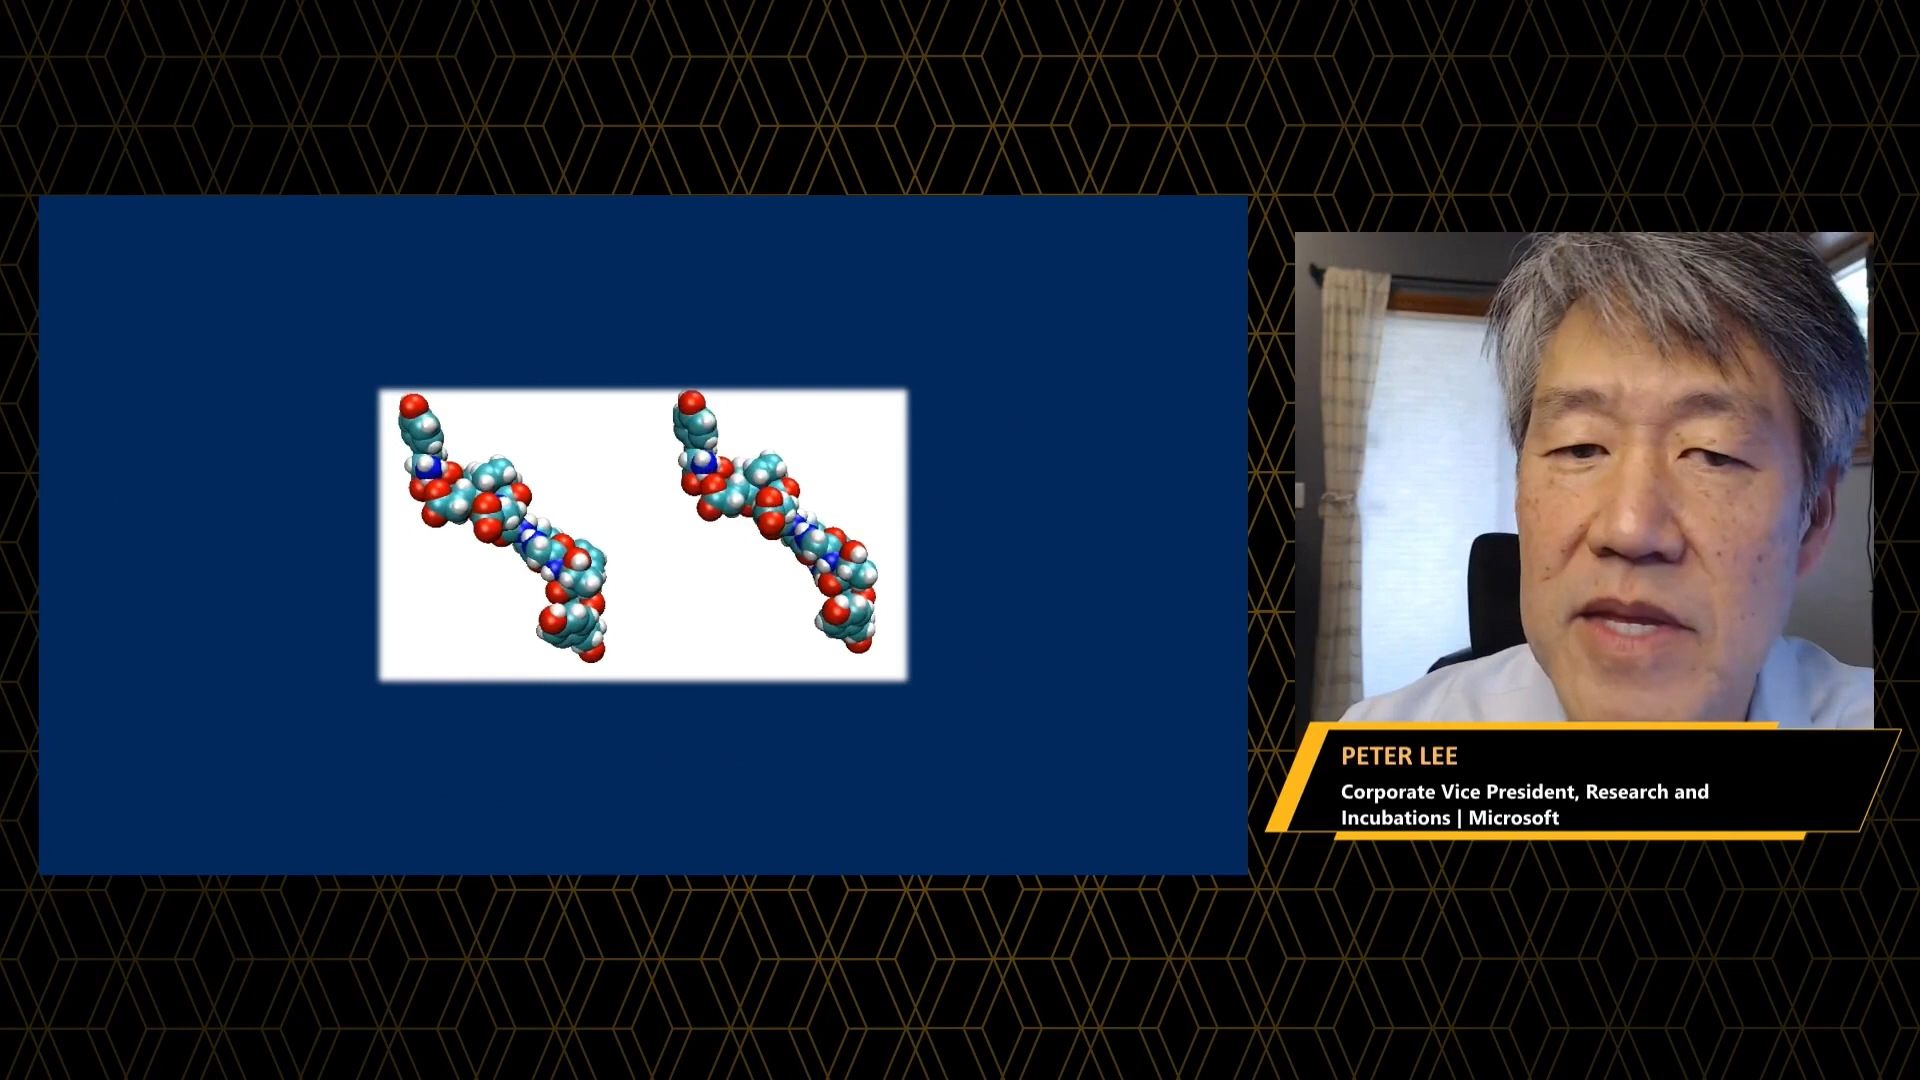 PETER LEE
Corporate Vice President, Research and
Incubations | Microsoft